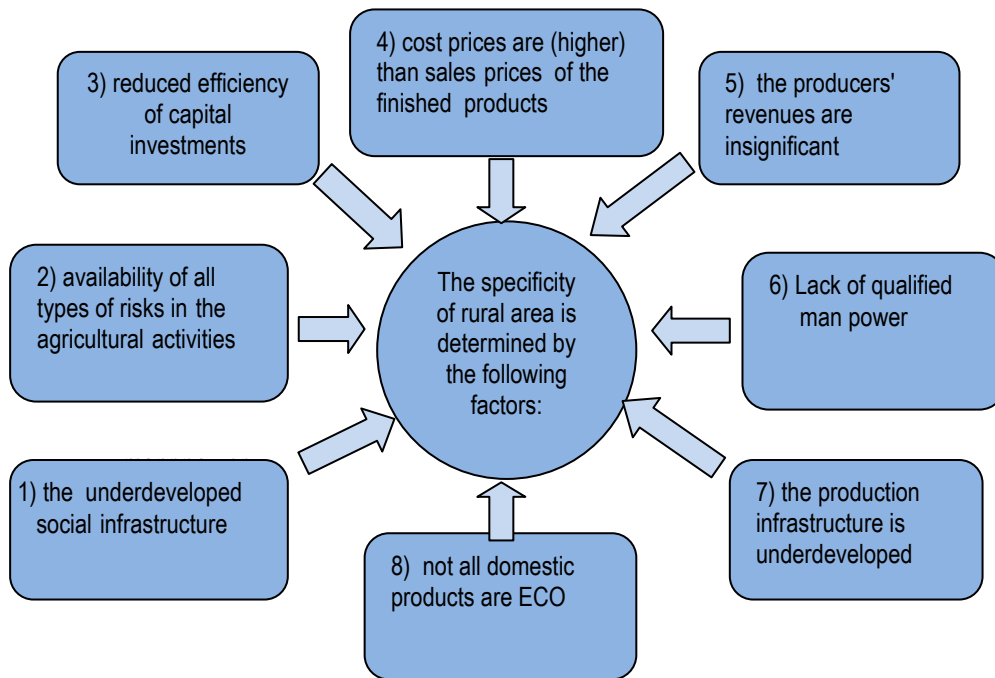 4) cost prices are (higher)
than sales prices of the
finished products
3) reduced efficiency
of capital
investments
5) the producers'
revenues are
insignificant
2) availability of all
types of risks in the
agricultural activities
The specificity
of rural area is
determined by
the following
factors:
6) Lack of qualified
man power
1) the underdeveloped
social infrastructure
7) the production
infrastructure is
underdeveloped
8) not all domestic
products are ECO